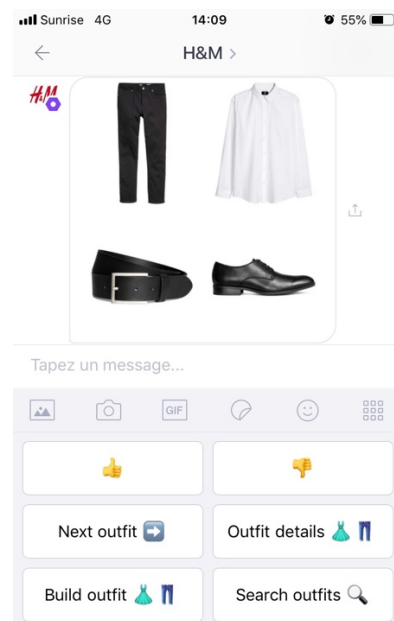 Sunrise 4G 14:09 55%
H&M >
H&M
Tapez un message...
GIF
Next outfit ➡️ Outfit details 👗 👖
Build outfit 👗 👖 Search outfits 🔍